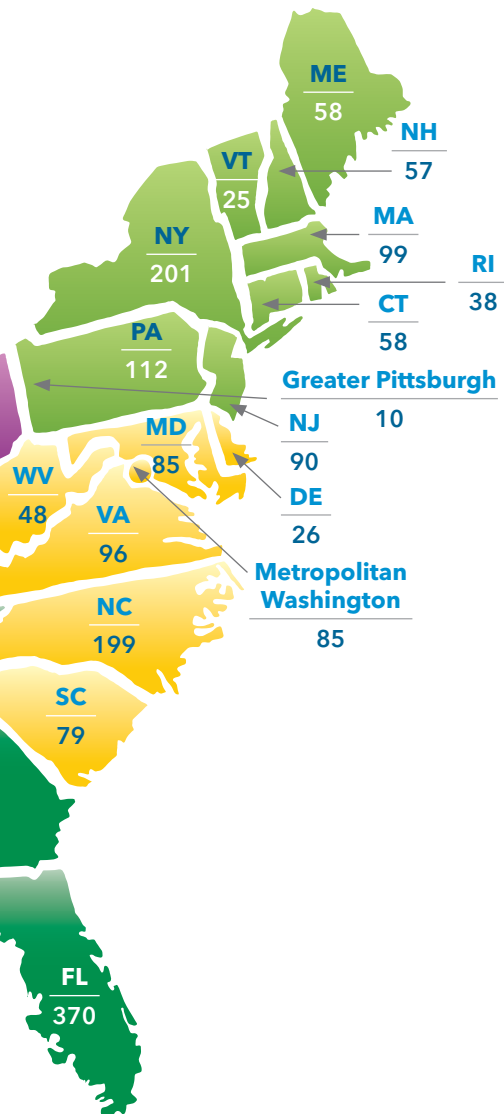 ME
58
NH
57
VT
25
MA
99
NY
201
RI
38
CT
58
PA
112
Greater Pittsburgh
10
NJ
90
MD
85
WV
48
DE
26
VA
96
Metropolitan
Washington
85
NC
199
SC
79
FL
370